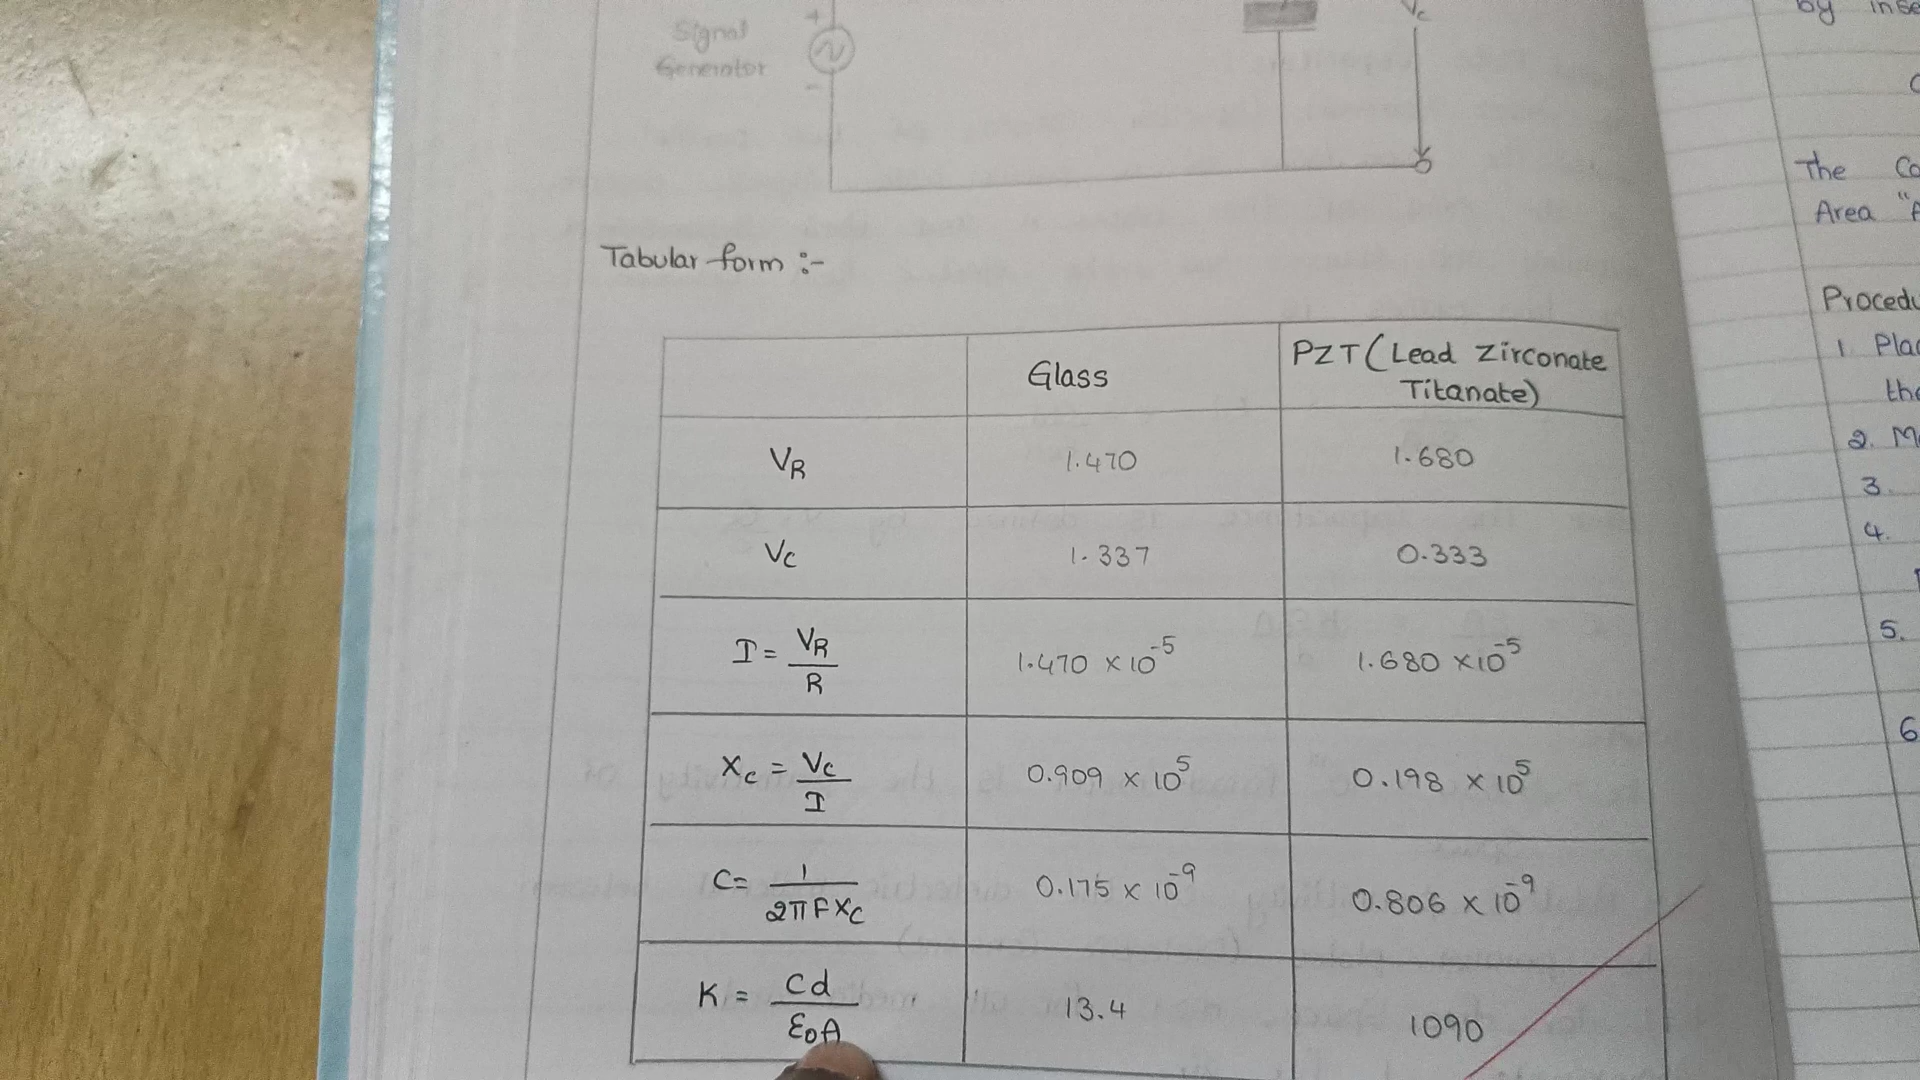 Signal
Generator
+
-
Vc
Tabular form :-
Glass
PZT (Lead Zirconate
Titanate)
VR
1.470
1.680
Vc
1.337
0.333
I = VR
R
1.470 × 10^-5
1.680 × 10^-5
Xc = Vc
I
0.909 × 10^5
0.198 × 10^5
C = 1
2πFXc
0.175 × 10^-9
0.806 × 10^-9
K = Cd
ε0A
13.4
1090
by
The
Area
1
the
2.
3.
4.
5.
6